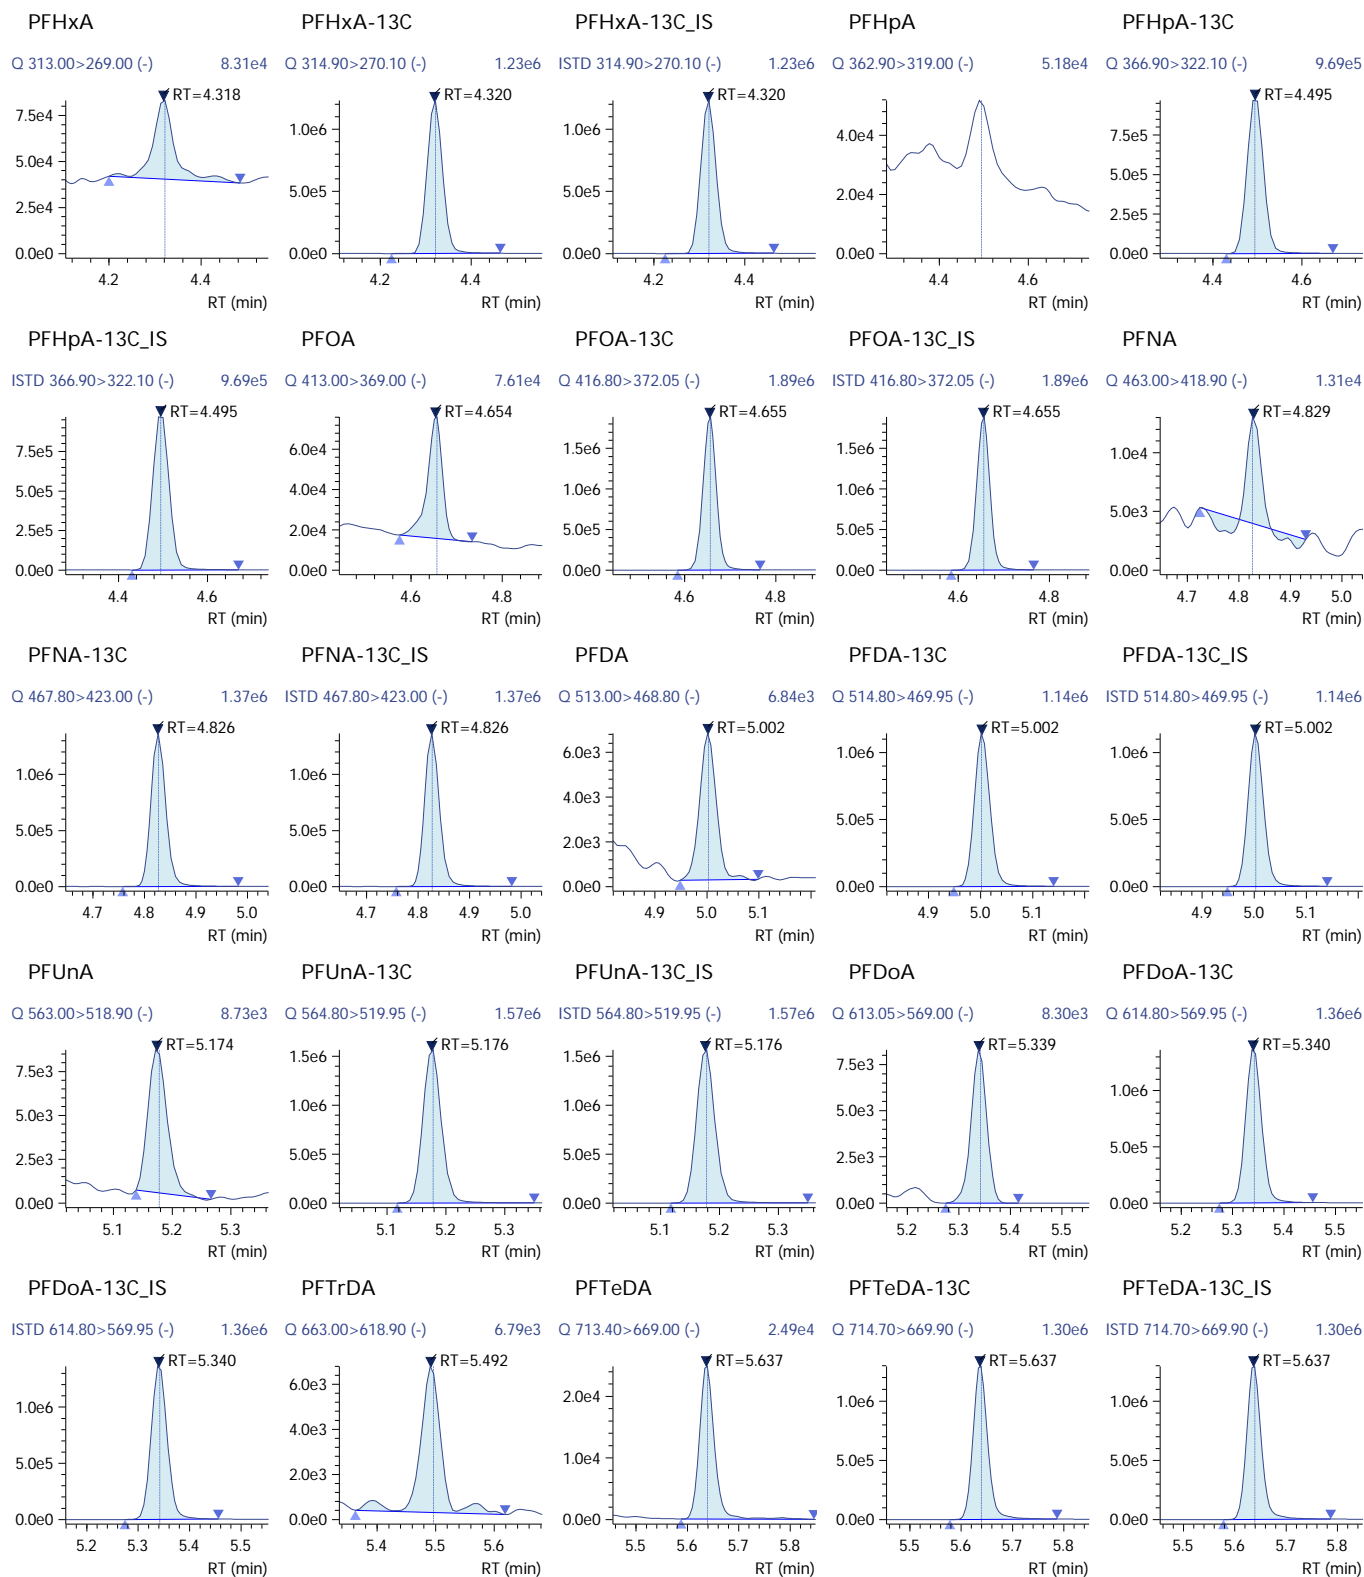 PFHxA
Q 313.00>269.00 (-) 8.31e4
RT=4.318
7.5e4
5.0e4
2.5e4
0.0e0
4.2 4.4
RT (min)
PFHxA-13C
Q 314.90>270.10 (-) 1.23e6
RT=4.320
1.0e6
5.0e5
0.0e0
4.2 4.4
RT (min)
PFHxA-13C_IS
ISTD 314.90>270.10 (-) 1.23e6
RT=4.320
1.0e6
5.0e5
0.0e0
4.2 4.4
RT (min)
PFHpA
Q 362.90>319.00 (-) 5.18e4
4.0e4
2.0e4
0.0e0
4.4 4.6
RT (min)
PFHpA-13C
Q 366.90>322.10 (-) 9.69e5
RT=4.495
7.5e5
5.0e5
2.5e5
0.0e0
4.4 4.6
RT (min)
PFHpA-13C_IS
ISTD 366.90>322.10 (-) 9.69e5
RT=4.495
7.5e5
5.0e5
2.5e5
0.0e0
4.4 4.6
RT (min)
PFOA
Q 413.00>369.00 (-) 7.61e4
RT=4.654
6.0e4
4.0e4
2.0e4
0.0e0
4.6 4.8
RT (min)
PFOA-13C
Q 416.80>372.05 (-) 1.89e6
RT=4.655
1.5e6
1.0e6
5.0e5
0.0e0
4.6 4.8
RT (min)
PFOA-13C_IS
ISTD 416.80>372.05 (-) 1.89e6
RT=4.655
1.5e6
1.0e6
5.0e5
0.0e0
4.6 4.8
RT (min)
PFNA
Q 463.00>418.90 (-) 1.31e4
RT=4.829
1.0e4
5.0e3
0.0e0
4.7 4.8 4.9 5.0
RT (min)
PFNA-13C
Q 467.80>423.00 (-) 1.37e6
RT=4.826
1.0e6
5.0e5
0.0e0
4.7 4.8 4.9 5.0
RT (min)
PFNA-13C_IS
ISTD 467.80>423.00 (-) 1.37e6
RT=4.826
1.0e6
5.0e5
0.0e0
4.7 4.8 4.9 5.0
RT (min)
PFDA
Q 513.00>468.80 (-) 6.84e3
RT=5.002
6.0e3
4.0e3
2.0e3
0.0e0
4.9 5.0 5.1
RT (min)
PFDA-13C
Q 514.80>469.95 (-) 1.14e6
RT=5.002
1.0e6
5.0e5
0.0e0
4.9 5.0 5.1
RT (min)
PFDA-13C_IS
ISTD 514.80>469.95 (-) 1.14e6
RT=5.002
1.0e6
5.0e5
0.0e0
4.9 5.0 5.1
RT (min)
PFUnA
Q 563.00>518.90 (-) 8.73e3
RT=5.174
7.5e3
5.0e3
2.5e3
0.0e0
5.1 5.2 5.3
RT (min)
PFUnA-13C
Q 564.80>519.95 (-) 1.57e6
RT=5.176
1.5e6
1.0e6
5.0e5
0.0e0
5.1 5.2 5.3
RT (min)
PFUnA-13C_IS
ISTD 564.80>519.95 (-) 1.57e6
RT=5.176
1.5e6
1.0e6
5.0e5
0.0e0
5.1 5.2 5.3
RT (min)
PFDoA
Q 613.05>569.00 (-) 8.30e3
RT=5.339
7.5e3
5.0e3
2.5e3
0.0e0
5.2 5.3 5.4 5.5
RT (min)
PFDoA-13C
Q 614.80>569.95 (-) 1.36e6
RT=5.340
1.0e6
5.0e5
0.0e0
5.2 5.3 5.4 5.5
RT (min)
PFDoA-13C_IS
ISTD 614.80>569.95 (-) 1.36e6
RT=5.340
1.0e6
5.0e5
0.0e0
5.2 5.3 5.4 5.5
RT (min)
PFTrDA
Q 663.00>618.90 (-) 6.79e3
RT=5.492
6.0e3
4.0e3
2.0e3
0.0e0
5.4 5.5 5.6
RT (min)
PFTeDA
Q 713.40>669.00 (-) 2.49e4
RT=5.637
2.0e4
1.0e4
0.0e0
5.5 5.6 5.7 5.8
RT (min)
PFTeDA-13C
Q 714.70>669.90 (-) 1.30e6
RT=5.637
1.0e6
5.0e5
0.0e0
5.5 5.6 5.7 5.8
RT (min)
PFTeDA-13C_IS
ISTD 714.70>669.90 (-) 1.30e6
RT=5.637
1.0e6
5.0e5
0.0e0
5.5 5.6 5.7 5.8
RT (min)